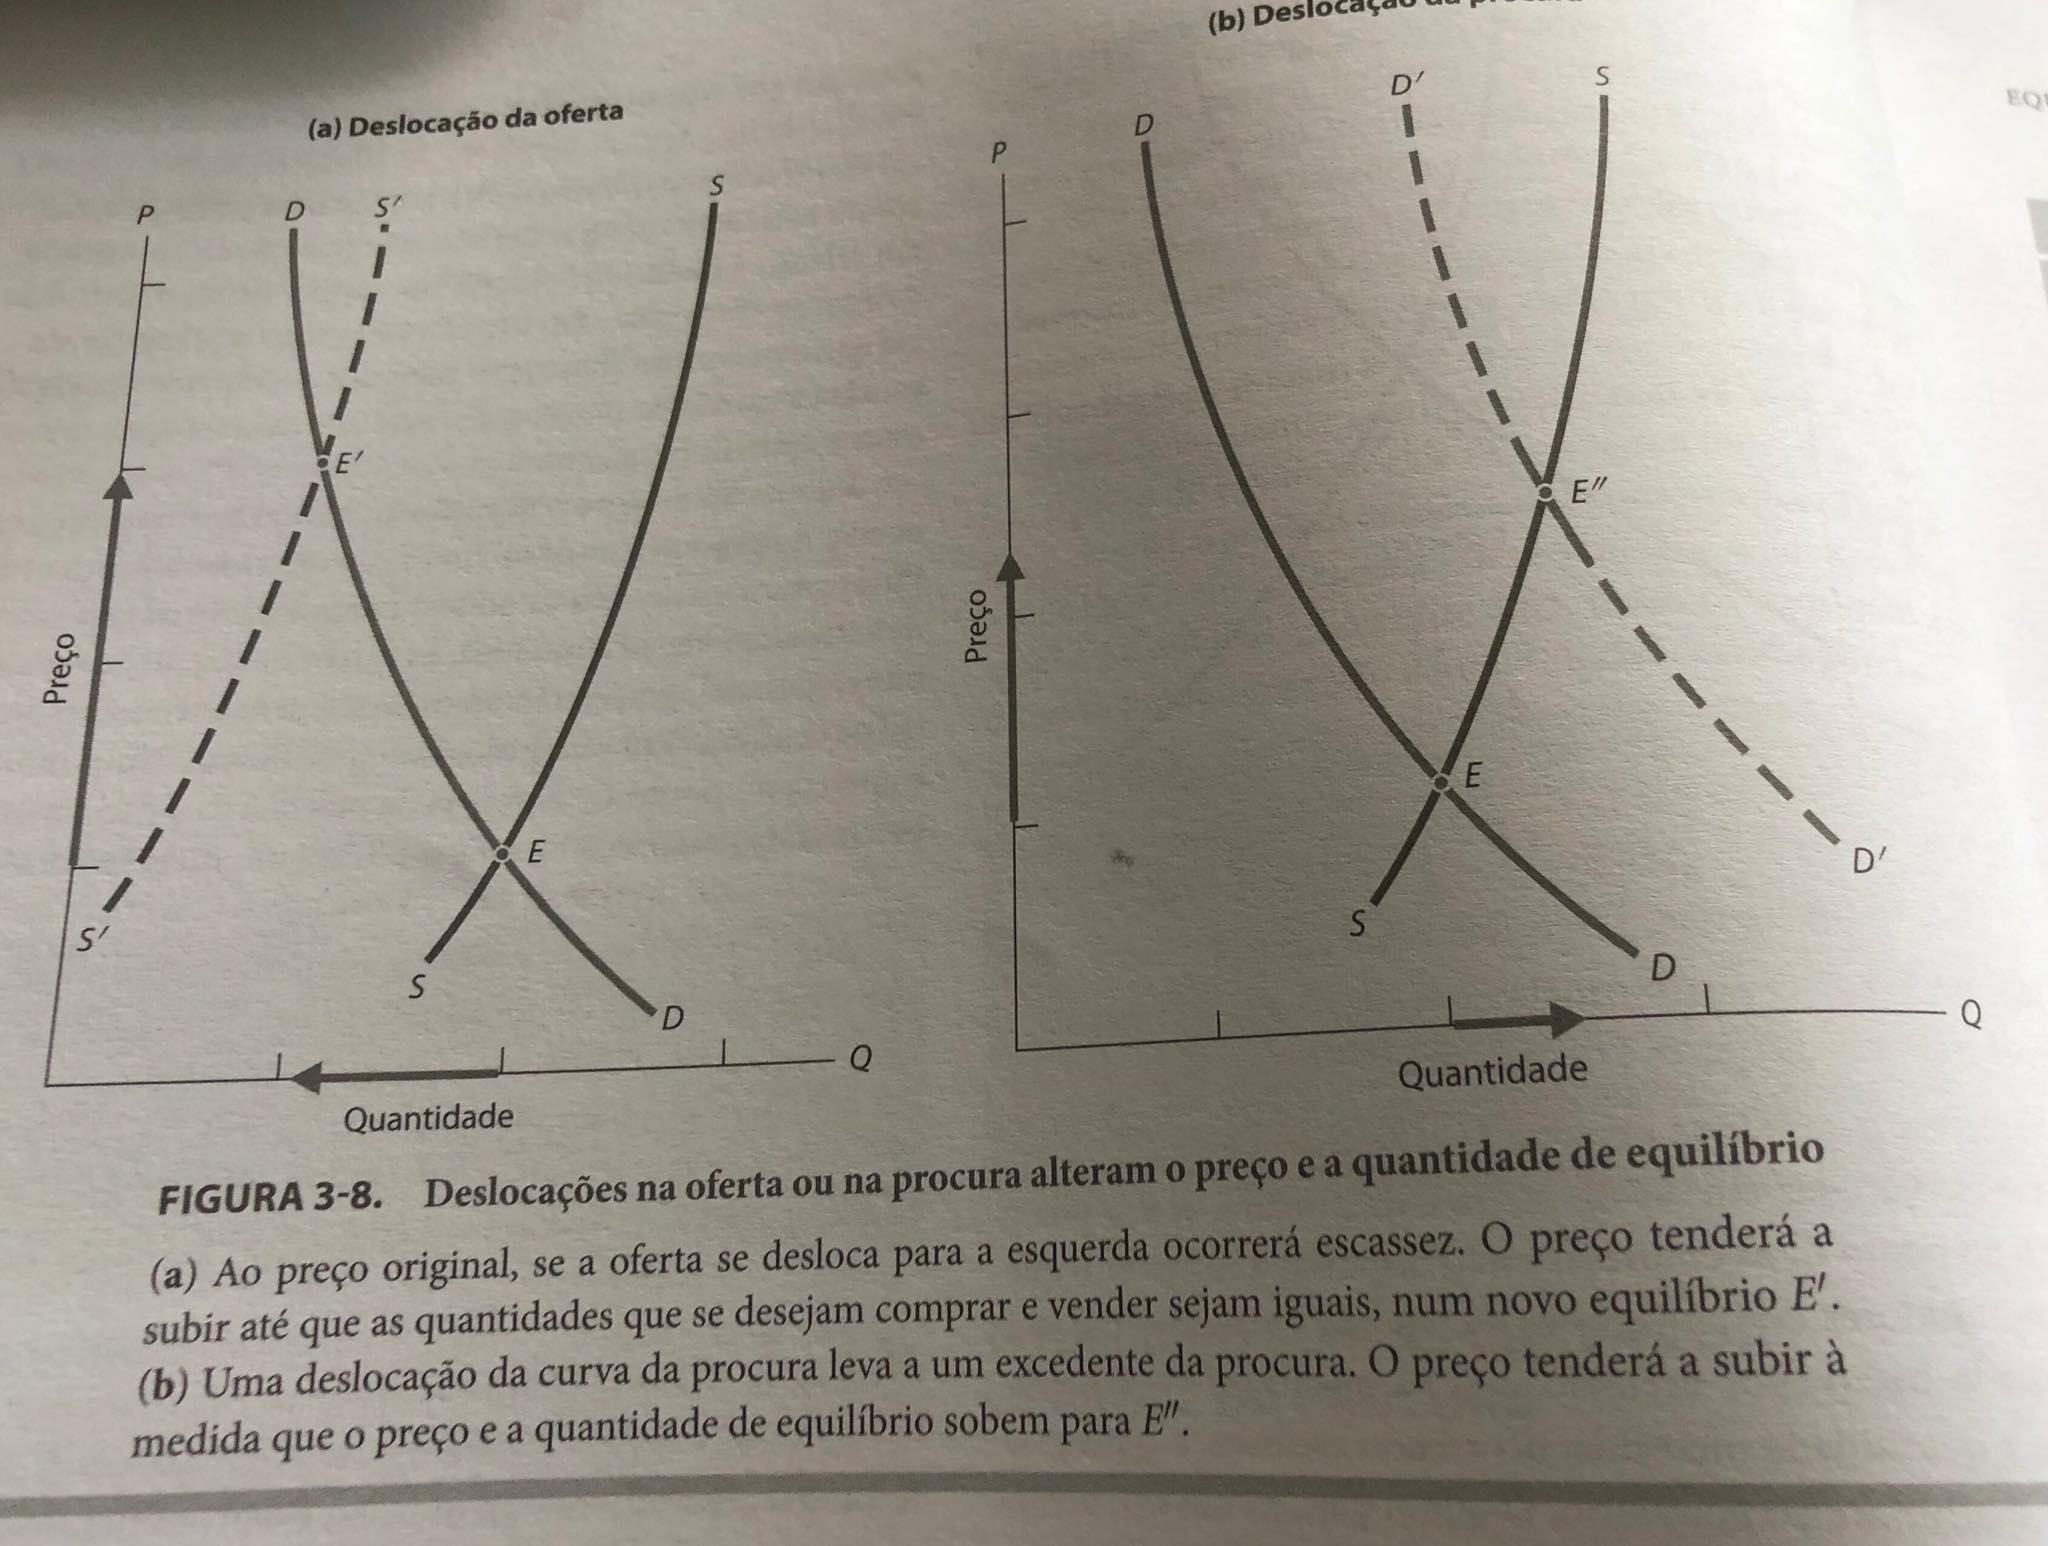 (a) Deslocação da oferta
P
D
S′
S
E′
Preço
E
S′
S
D
Q
Quantidade
(b) Deslocação
D′
S
D
P
E″
Preço
E
D′
S
D
Q
Quantidade
FIGURA 3-8. Deslocações na oferta ou na procura alteram o preço e a quantidade de equilíbrio
(a) Ao preço original, se a oferta se desloca para a esquerda ocorrerá escassez. O preço tenderá a
subir até que as quantidades que se desejam comprar e vender sejam iguais, num novo equilíbrio E′.
(b) Uma deslocação da curva da procura leva a um excedente da procura. O preço tenderá a subir à
medida que o preço e a quantidade de equilíbrio sobem para E″.